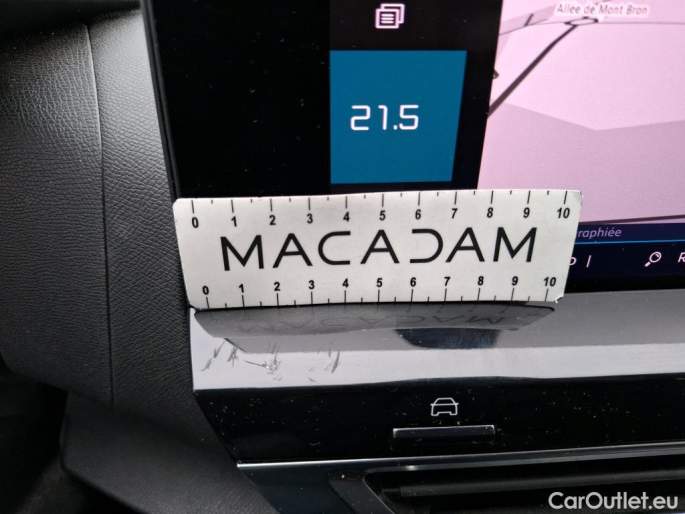 Allee de Mont Bron
21.5
0 1 2 3 4 5 6 7 8 9 10
MACADAM
0 1 2 3 4 5 6 7 8 9 10
raphiée
R
CarOutlet.eu